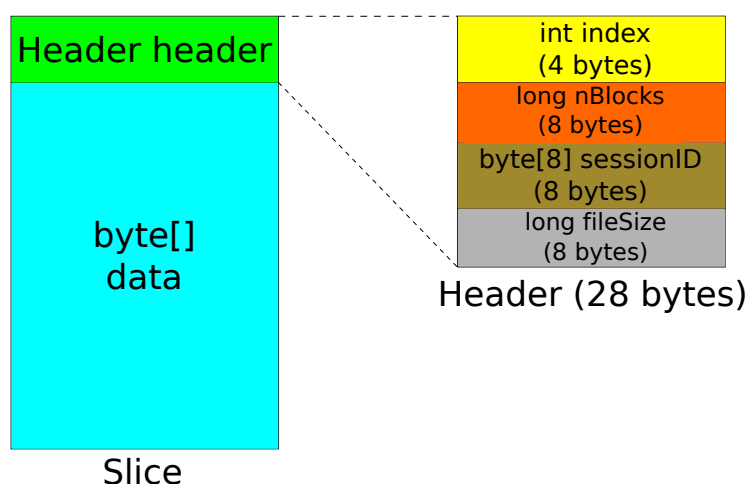 Header header
byte[]
data
Slice
int index
(4 bytes)
long nBlocks
(8 bytes)
byte[8] sessionID
(8 bytes)
long fileSize
(8 bytes)
Header (28 bytes)